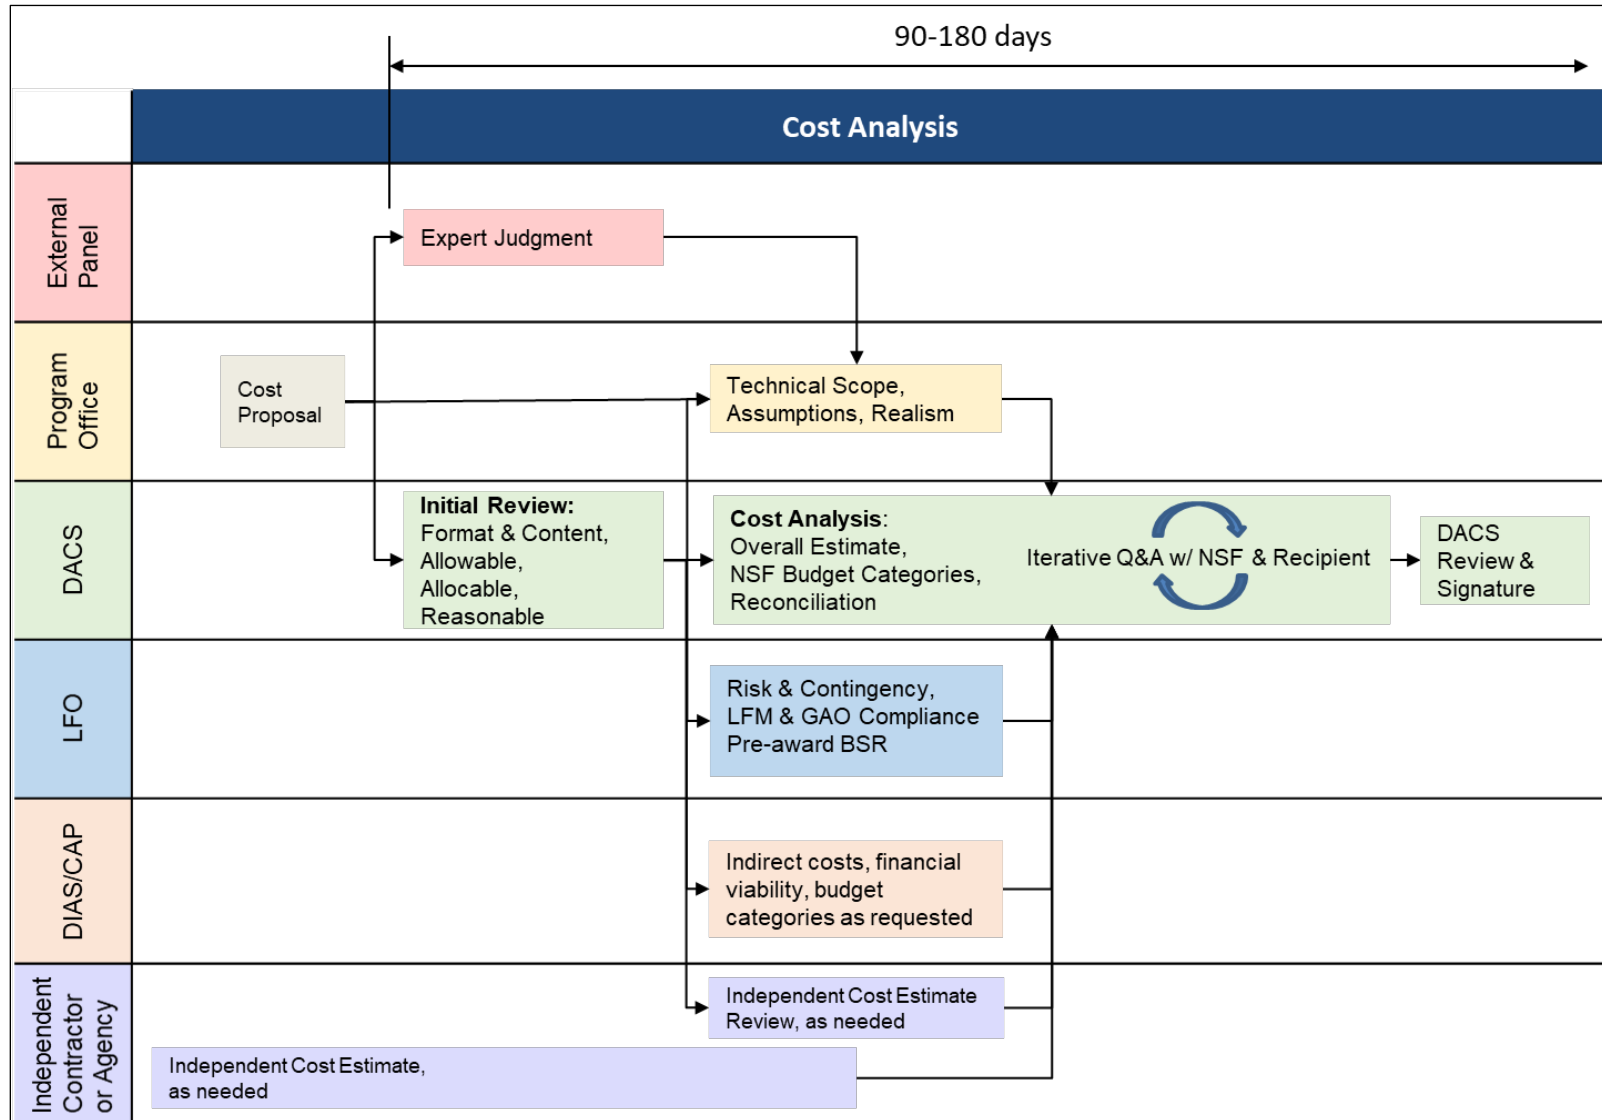 90-180 days
Cost Analysis
External
Panel
Expert Judgment
Program
Office
Cost
Proposal
Technical Scope,
Assumptions, Realism
DACS
Initial Review:
Format & Content,
Allowable,
Allocable,
Reasonable
Cost Analysis:
Overall Estimate,
NSF Budget Categories,
Reconciliation
Iterative Q&A w/ NSF & Recipient
DACS
Review &
Signature
LFO
Risk & Contingency,
LFM & GAO Compliance
Pre-award BSR
DIAS/CAP
Indirect costs, financial
viability, budget
categories as requested
Independent
Contractor
or Agency
Independent Cost Estimate
Review, as needed
Independent Cost Estimate,
as needed